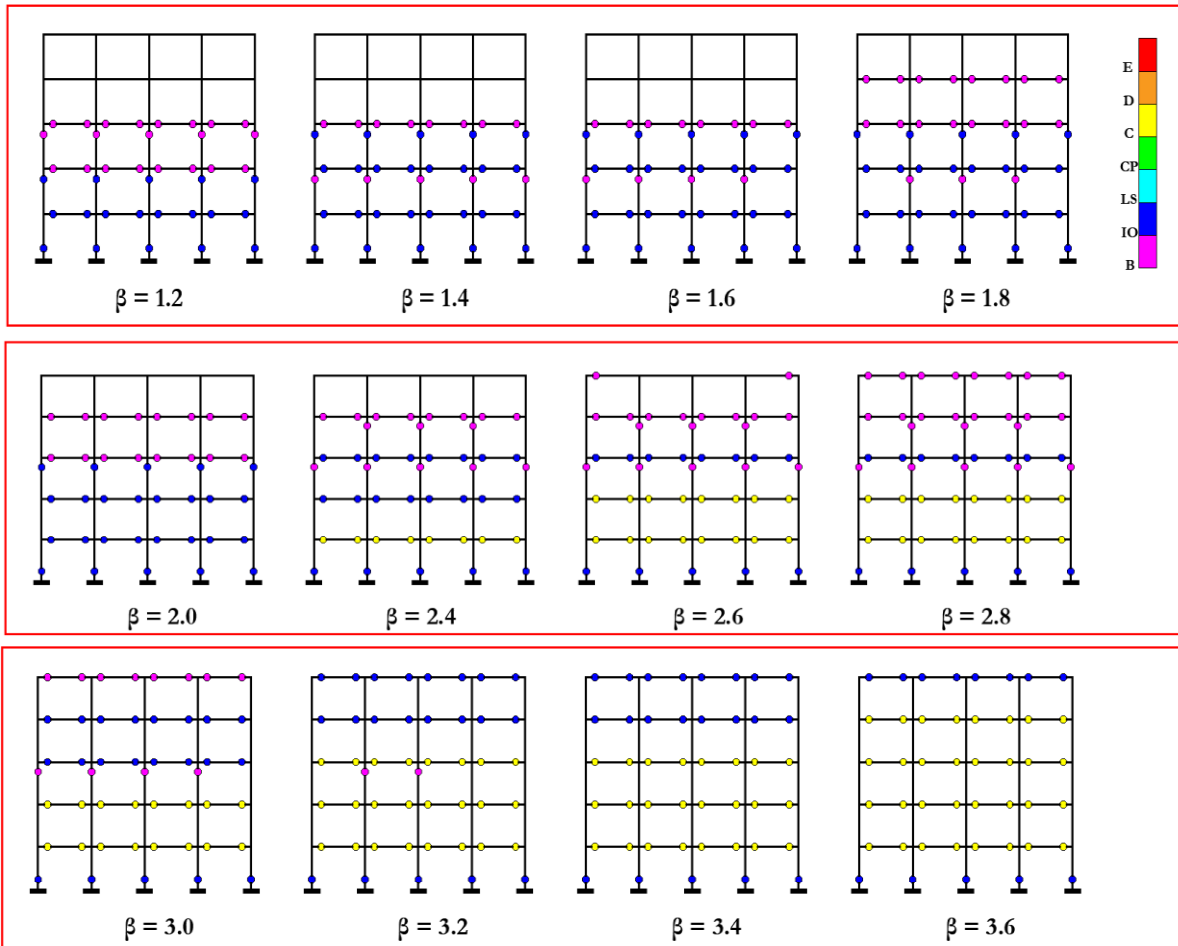 E
D
C
CP
LS
IO
B
β = 1.2
β = 1.4
β = 1.6
β = 1.8
β = 2.0
β = 2.4
β = 2.6
β = 2.8
β = 3.0
β = 3.2
β = 3.4
β = 3.6